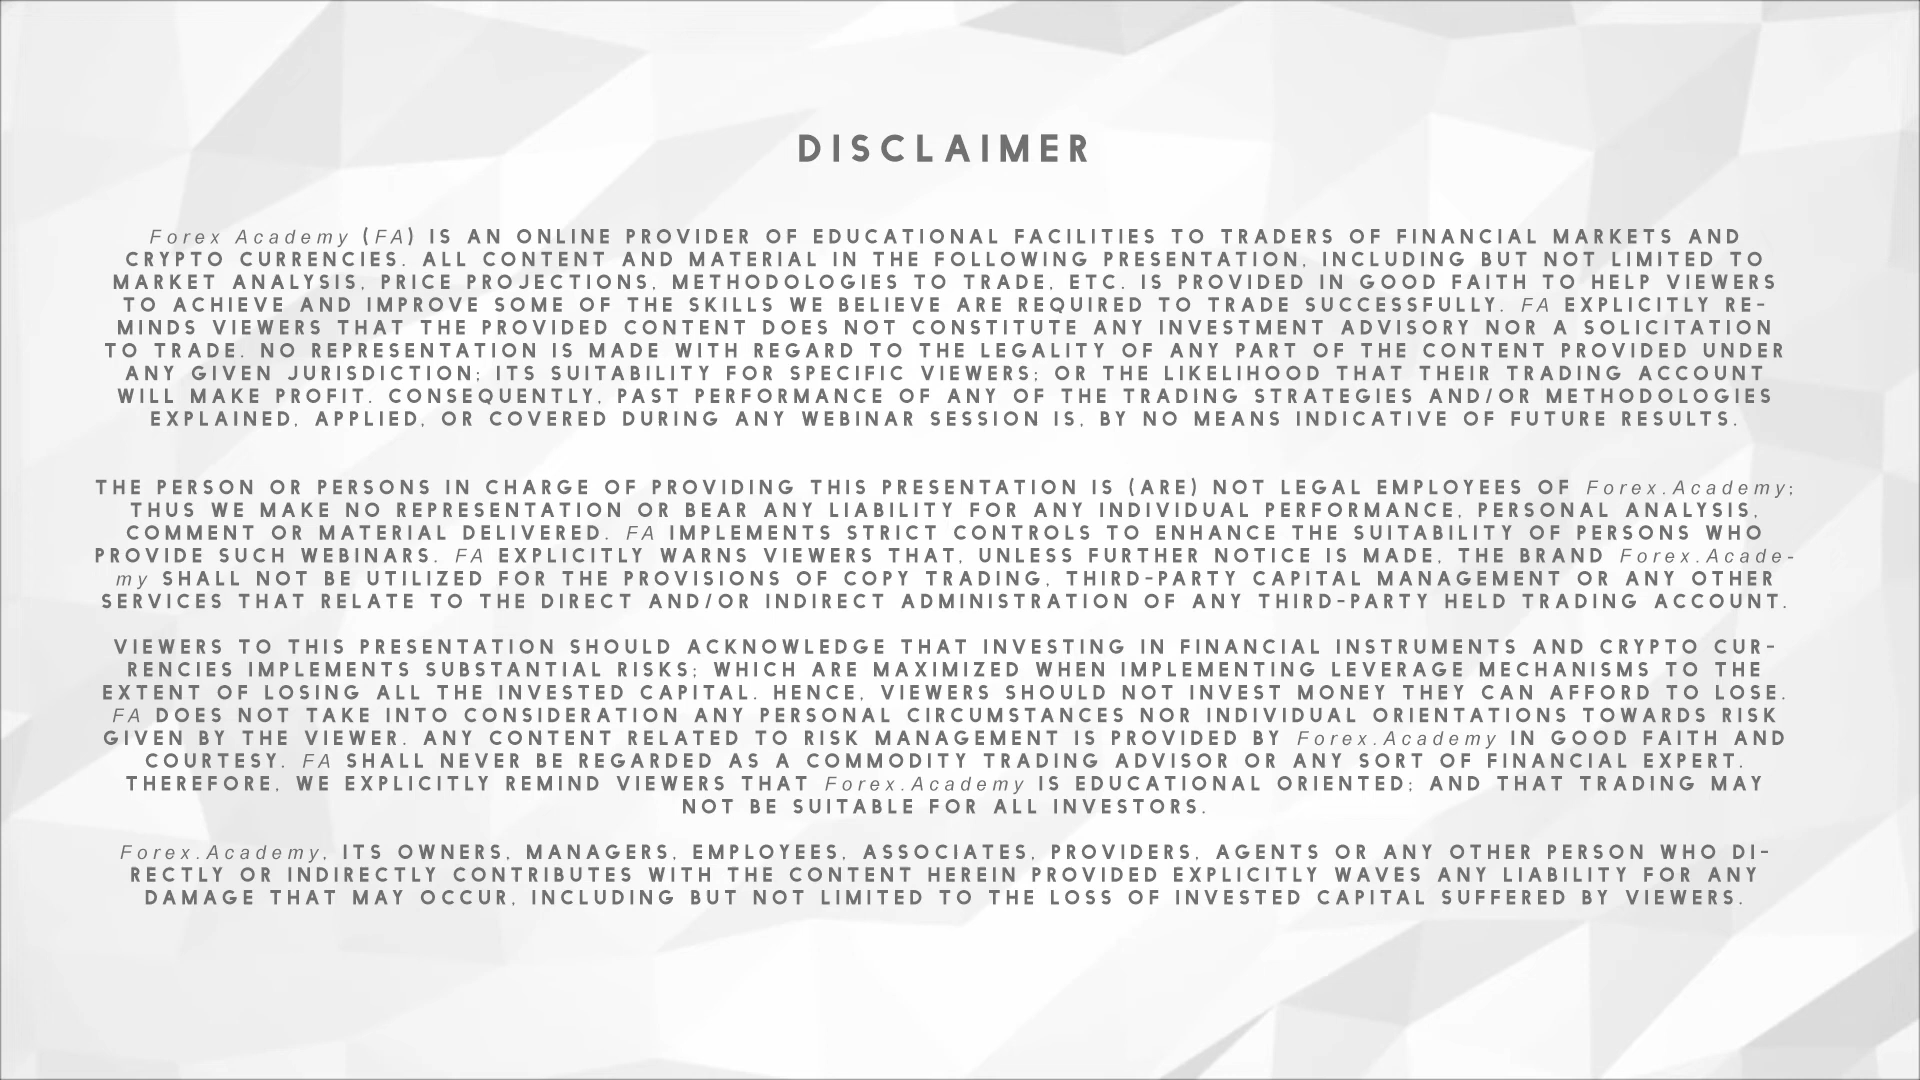 DISCLAIMER
Forex Academy (FA) IS AN ONLINE PROVIDER OF EDUCATIONAL FACILITIES TO TRADERS OF FINANCIAL MARKETS AND
CRYPTO CURRENCIES. ALL CONTENT AND MATERIAL IN THE FOLLOWING PRESENTATION, INCLUDING BUT NOT LIMITED TO
MARKET ANALYSIS, PRICE PROJECTIONS, METHODOLOGIES TO TRADE, ETC. IS PROVIDED IN GOOD FAITH TO HELP VIEWERS
TO ACHIEVE AND IMPROVE SOME OF THE SKILLS WE BELIEVE ARE REQUIRED TO TRADE SUCCESSFULLY. FA EXPLICITLY RE-
MINDS VIEWERS THAT THE PROVIDED CONTENT DOES NOT CONSTITUTE ANY INVESTMENT ADVISORY NOR A SOLICITATION
TO TRADE. NO REPRESENTATION IS MADE WITH REGARD TO THE LEGALITY OF ANY PART OF THE CONTENT PROVIDED UNDER
ANY GIVEN JURISDICTION; ITS SUITABILITY FOR SPECIFIC VIEWERS; OR THE LIKELIHOOD THAT THEIR TRADING ACCOUNT
WILL MAKE PROFIT. CONSEQUENTLY, PAST PERFORMANCE OF ANY OF THE TRADING STRATEGIES AND/OR METHODOLOGIES
EXPLAINED, APPLIED, OR COVERED DURING ANY WEBINAR SESSION IS, BY NO MEANS INDICATIVE OF FUTURE RESULTS.
THE PERSON OR PERSONS IN CHARGE OF PROVIDING THIS PRESENTATION IS (ARE) NOT LEGAL EMPLOYEES OF Forex.Academy;
THUS WE MAKE NO REPRESENTATION OR BEAR ANY LIABILITY FOR ANY INDIVIDUAL PERFORMANCE, PERSONAL ANALYSIS,
COMMENT OR MATERIAL DELIVERED. FA IMPLEMENTS STRICT CONTROLS TO ENHANCE THE SUITABILITY OF PERSONS WHO
PROVIDE SUCH WEBINARS. FA EXPLICITLY WARNS VIEWERS THAT, UNLESS FURTHER NOTICE IS MADE, THE BRAND Forex.Acade-
my SHALL NOT BE UTILIZED FOR THE PROVISIONS OF COPY TRADING, THIRD-PARTY CAPITAL MANAGEMENT OR ANY OTHER
SERVICES THAT RELATE TO THE DIRECT AND/OR INDIRECT ADMINISTRATION OF ANY THIRD-PARTY HELD TRADING ACCOUNT.
VIEWERS TO THIS PRESENTATION SHOULD ACKNOWLEDGE THAT INVESTING IN FINANCIAL INSTRUMENTS AND CRYPTO CUR-
RENCIES IMPLEMENTS SUBSTANTIAL RISKS; WHICH ARE MAXIMIZED WHEN IMPLEMENTING LEVERAGE MECHANISMS TO THE
EXTENT OF LOSING ALL THE INVESTED CAPITAL. HENCE, VIEWERS SHOULD NOT INVEST MONEY THEY CAN AFFORD TO LOSE.
FA DOES NOT TAKE INTO CONSIDERATION ANY PERSONAL CIRCUMSTANCES NOR INDIVIDUAL ORIENTATIONS TOWARDS RISK
GIVEN BY THE VIEWER. ANY CONTENT RELATED TO RISK MANAGEMENT IS PROVIDED BY Forex.Academy IN GOOD FAITH AND
COURTESY. FA SHALL NEVER BE REGARDED AS A COMMODITY TRADING ADVISOR OR ANY SORT OF FINANCIAL EXPERT.
THEREFORE, WE EXPLICITLY REMIND VIEWERS THAT Forex.Academy IS EDUCATIONAL ORIENTED; AND THAT TRADING MAY
NOT BE SUITABLE FOR ALL INVESTORS.
Forex.Academy, ITS OWNERS, MANAGERS, EMPLOYEES, ASSOCIATES, PROVIDERS, AGENTS OR ANY OTHER PERSON WHO DI-
RECTLY OR INDIRECTLY CONTRIBUTES WITH THE CONTENT HEREIN PROVIDED EXPLICITLY WAVES ANY LIABILITY FOR ANY
DAMAGE THAT MAY OCCUR, INCLUDING BUT NOT LIMITED TO THE LOSS OF INVESTED CAPITAL SUFFERED BY VIEWERS.